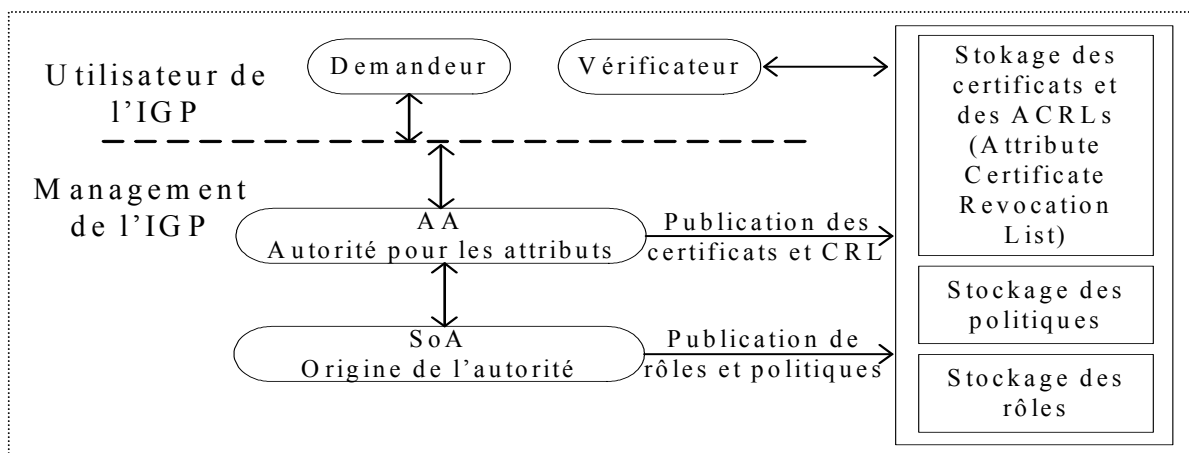 Utilisateur de
l'IGP
Demandeur
Vérificateur
Management
de l'IGP
AA
Autorité pour les attributs
Publication des
certificats et CRL
SoA
Origine de l'autorité
Publication de
rôles et politiques
Stokage des
certificats et
des ACRLs
(Attribute
Certificate
Revocation
List)
Stockage des
politiques
Stockage des
rôles